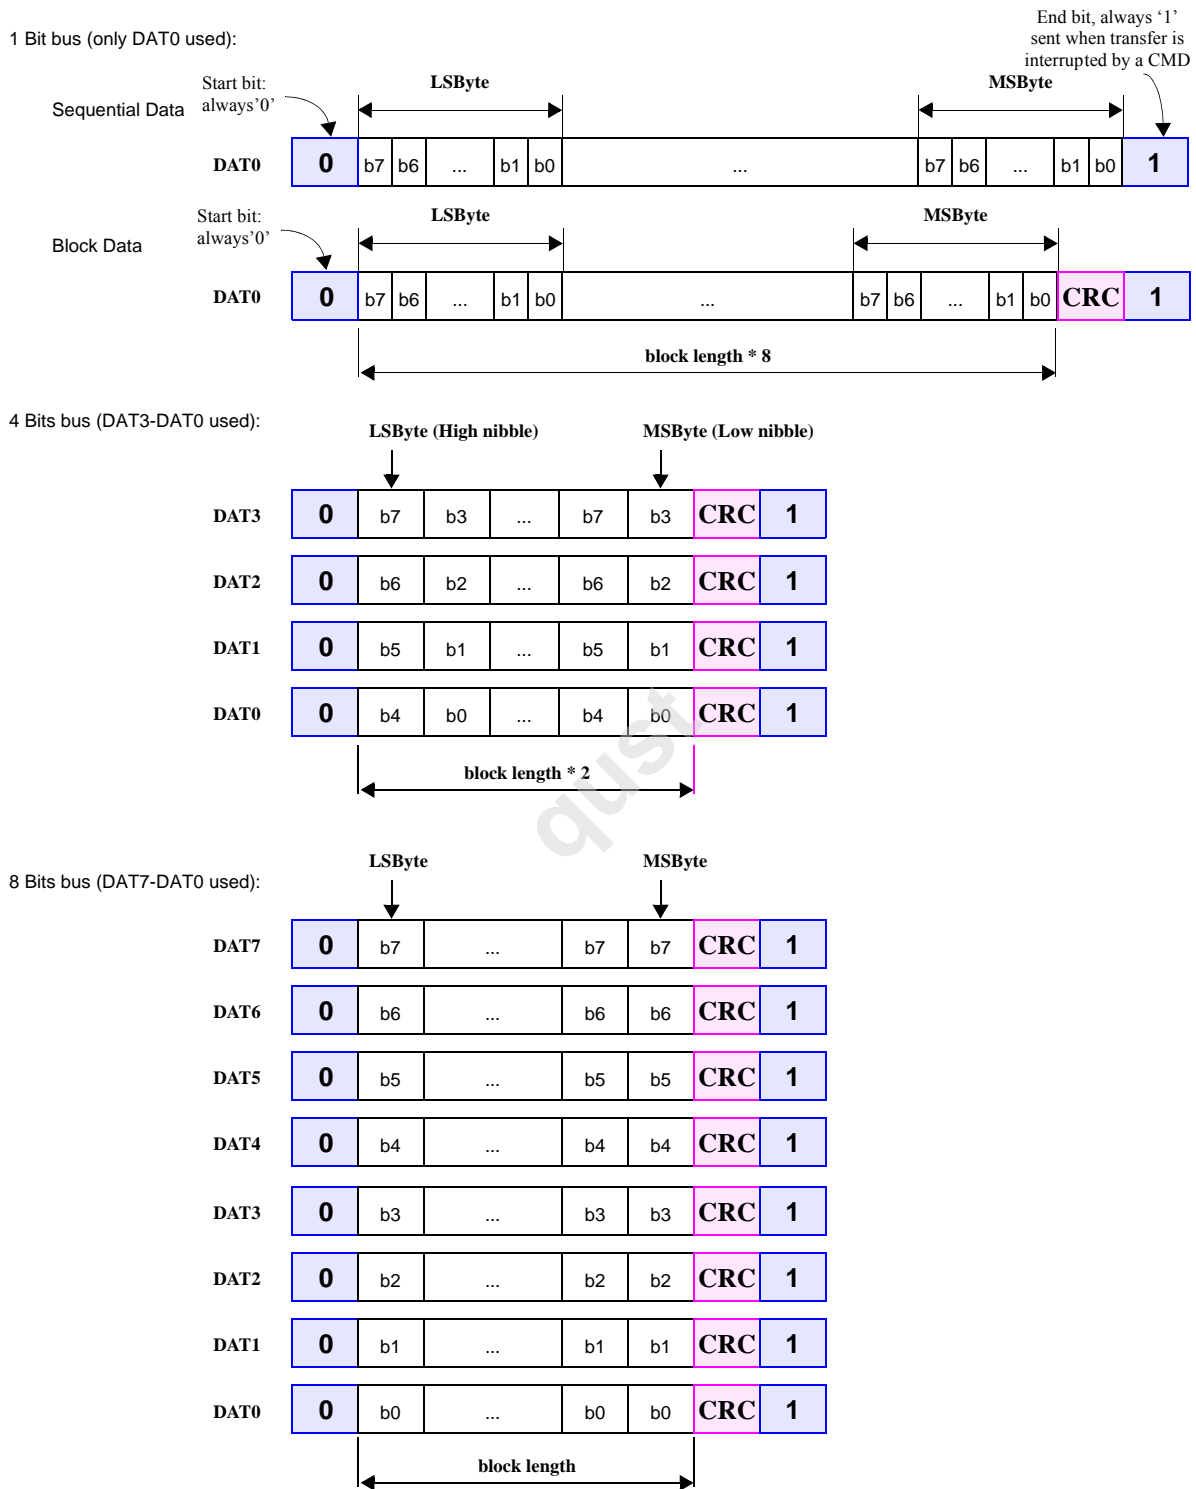 End bit, always ‘1’
1 Bit bus (only DAT0 used):
sent when transfer is
interrupted by a CMD
Start bit:
always’0’
LSByte
MSByte
Sequential Data
DAT0 0 b7 b6 ... b1 b0 ... b7 b6 ... b1 b0 1
Start bit:
always’0’
LSByte
MSByte
Block Data
DAT0 0 b7 b6 ... b1 b0 ... b7 b6 ... b1 b0 CRC 1
block length * 8
4 Bits bus (DAT3-DAT0 used):
LSByte (High nibble) MSByte (Low nibble)
DAT3 0 b7 b3 ... b7 b3 CRC 1
DAT2 0 b6 b2 ... b6 b2 CRC 1
DAT1 0 b5 b1 ... b5 b1 CRC 1
DAT0 0 b4 b0 ... b4 b0 CRC 1
block length * 2
qust
LSByte MSByte
8 Bits bus (DAT7-DAT0 used):
DAT7 0 b7 ... b7 b7 CRC 1
DAT6 0 b6 ... b6 b6 CRC 1
DAT5 0 b5 ... b5 b5 CRC 1
DAT4 0 b4 ... b4 b4 CRC 1
DAT3 0 b3 ... b3 b3 CRC 1
DAT2 0 b2 ... b2 b2 CRC 1
DAT1 0 b1 ... b1 b1 CRC 1
DAT0 0 b0 ... b0 b0 CRC 1
block length